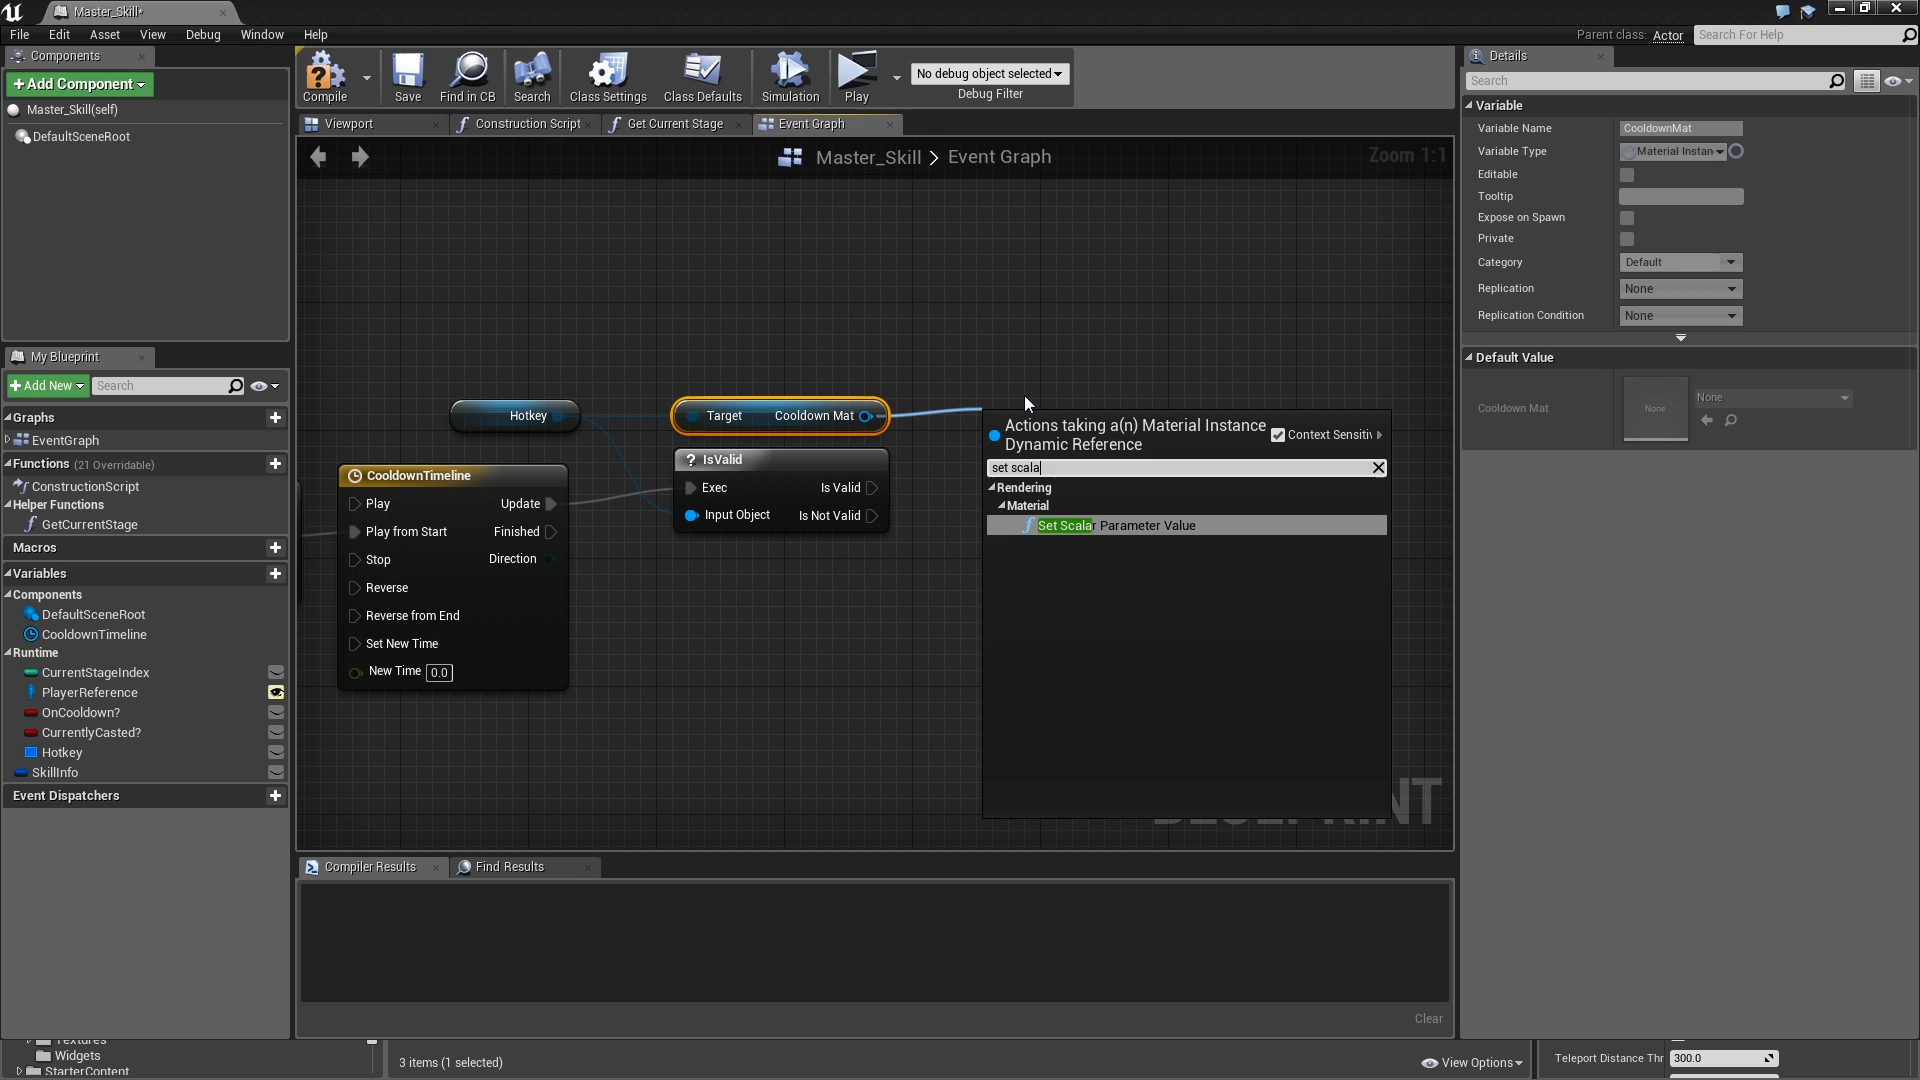 Master_Skill*
File Edit Asset View Debug Window Help
Parent class: Actor
Search For Help
Components
+Add Component
Master_Skill(self)
DefaultSceneRoot
My Blueprint
+Add New
Search
Graphs
EventGraph
Functions (21 Overridable)
ConstructionScript
Helper Functions
GetCurrentStage
Macros
Variables
Components
DefaultSceneRoot
CooldownTimeline
Runtime
CurrentStageIndex
PlayerReference
OnCooldown?
CurrentlyCasted?
Hotkey
SkillInfo
Event Dispatchers
Textures
Widgets
StarterContent
Compile Save Find in CB Search Class Settings Class Defaults Simulation Play
No debug object selected
Debug Filter
Viewport Construction Script Get Current Stage Event Graph
Master_Skill > Event Graph
Zoom 1:1
Hotkey
Target Cooldown Mat
CooldownTimeline
Play Update
Play from Start Finished
Stop Direction
Reverse
Reverse from End
Set New Time
New Time 0.0
? IsValid
Exec Is Valid
Input Object Is Not Valid
Actions taking a(n) Material Instance
Dynamic Reference
Context Sensiti
set scala
Rendering
Material
f Set Scalar Parameter Value
Compiler Results Find Results
Clear
3 items (1 selected)
View Options
Details
Search
Variable
Variable Name CooldownMat
Variable Type Material Instan
Editable
Tooltip
Expose on Spawn
Private
Category Default
Replication None
Replication Condition None
Default Value
Cooldown Mat None None
Teleport Distance Thr 300.0